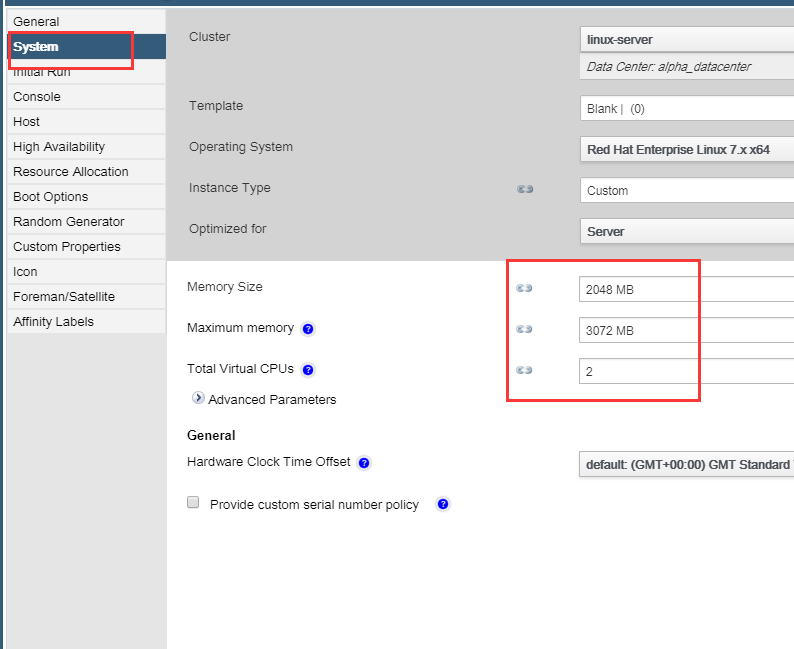 General
System
Initial Run
Console
Host
High Availability
Resource Allocation
Boot Options
Random Generator
Custom Properties
Icon
Foreman/Satellite
Affinity Labels
Cluster
linux-server
Data Center: alpha_datacenter
Template
Blank | (0)
Operating System
Red Hat Enterprise Linux 7.x x64
Instance Type
Custom
Optimized for
Server
Memory Size
2048 MB
Maximum memory ?
3072 MB
Total Virtual CPUs ?
2
Advanced Parameters
General
Hardware Clock Time Offset ?
default: (GMT+00:00) GMT Standard
Provide custom serial number policy ?